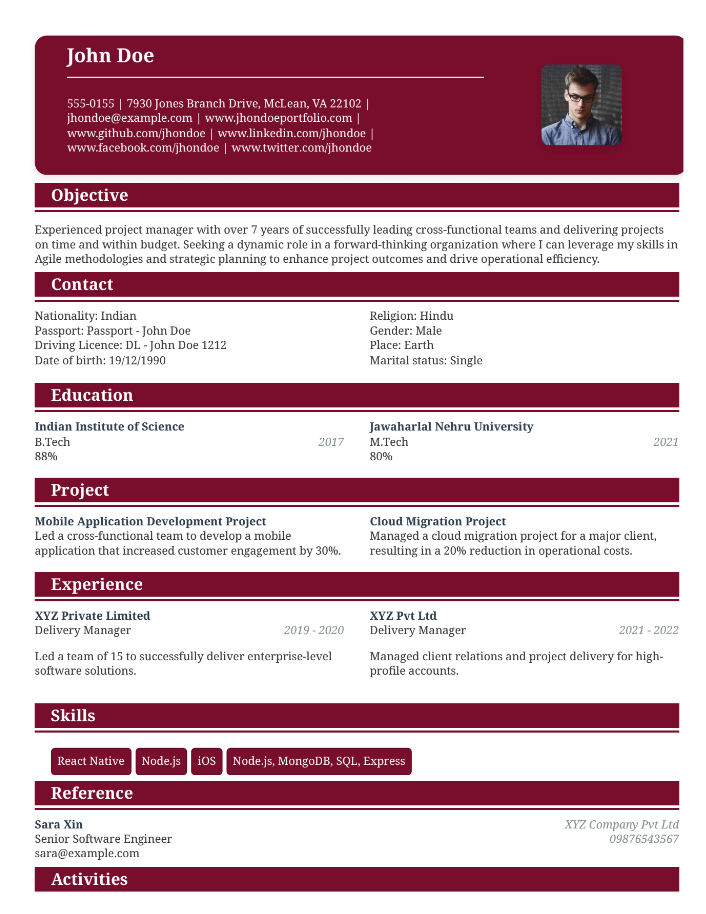 John Doe
555-0155 | 7930 Jones Branch Drive, McLean, VA 22102 |
jhondoe@example.com | www.jhondoeportfolio.com |
www.github.com/jhondoe | www.linkedin.com/jhondoe |
www.facebook.com/jhondoe | www.twitter.com/jhondoe
Objective
Experienced project manager with over 7 years of successfully leading cross-functional teams and delivering projects
on time and within budget. Seeking a dynamic role in a forward-thinking organization where I can leverage my skills in
Agile methodologies and strategic planning to enhance project outcomes and drive operational efficiency.
Contact
Nationality: Indian
Passport: Passport - John Doe
Driving Licence: DL - John Doe 1212
Date of birth: 19/12/1990
Religion: Hindu
Gender: Male
Place: Earth
Marital status: Single
Education
Indian Institute of Science
B.Tech 2017
88%
Jawaharlal Nehru University
M.Tech 2021
80%
Project
Mobile Application Development Project
Led a cross-functional team to develop a mobile
application that increased customer engagement by 30%.
Cloud Migration Project
Managed a cloud migration project for a major client,
resulting in a 20% reduction in operational costs.
Experience
XYZ Private Limited
Delivery Manager 2019 - 2020
Led a team of 15 to successfully deliver enterprise-level
software solutions.
XYZ Pvt Ltd
Delivery Manager 2021 - 2022
Managed client relations and project delivery for high-
profile accounts.
Skills
React Native Node.js iOS Node.js, MongoDB, SQL, Express
Reference
Sara Xin XYZ Company Pvt Ltd
Senior Software Engineer 09876543567
sara@example.com
Activities